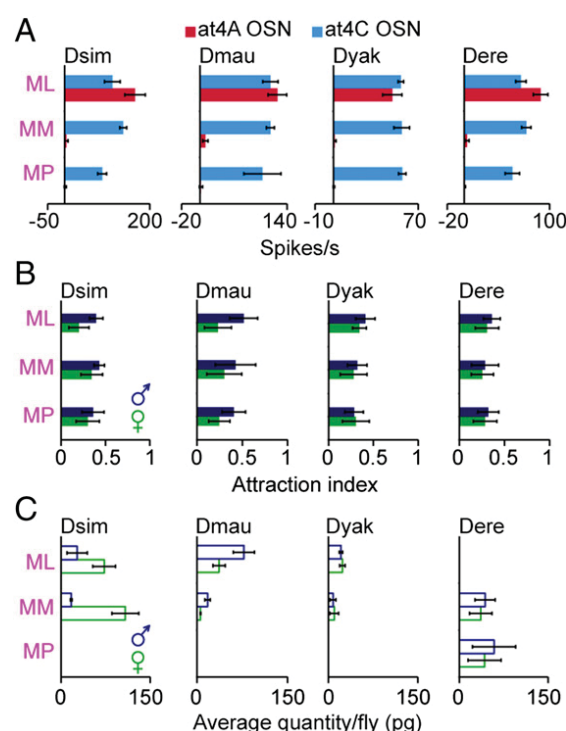 A
at4A OSN at4C OSN
Dsim Dmau Dyak Dere
ML
MM
MP
-50 200 -20 140 -10 70 -20 100
Spikes/s
B
Dsim Dmau Dyak Dere
ML
MM
♂
MP ♀
0 0.5 1 0 0.5 1 0 0.5 1 0 0.5 1
Attraction index
C
Dsim Dmau Dyak Dere
ML
MM
♂
MP ♀
0 150 0 150 0 150 0 150
Average quantity/fly (pg)